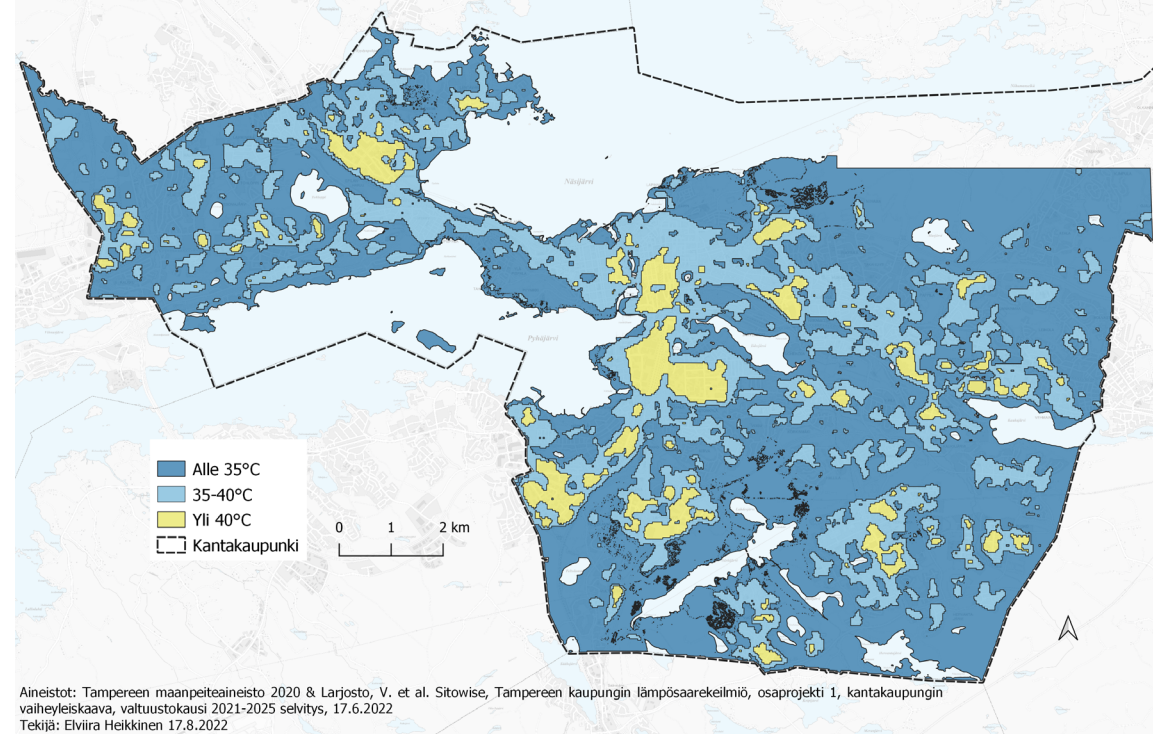 Näsijärvi
Pyhäjärvi
Alle 35°C
35-40°C
Yli 40°C
Kantakaupunki
0 1 2 km
Aineistot: Tampereen maanpeiteaineisto 2020 & Larjosto, V. et al. Sitowise, Tampereen kaupungin lämpösaarekeilmiö, osaprojekti 1, kantakaupungin
vaiheyleiskaava, valtuustokausi 2021-2025 selvitys, 17.6.2022
Tekijä: Elviira Heikkinen 17.8.2022